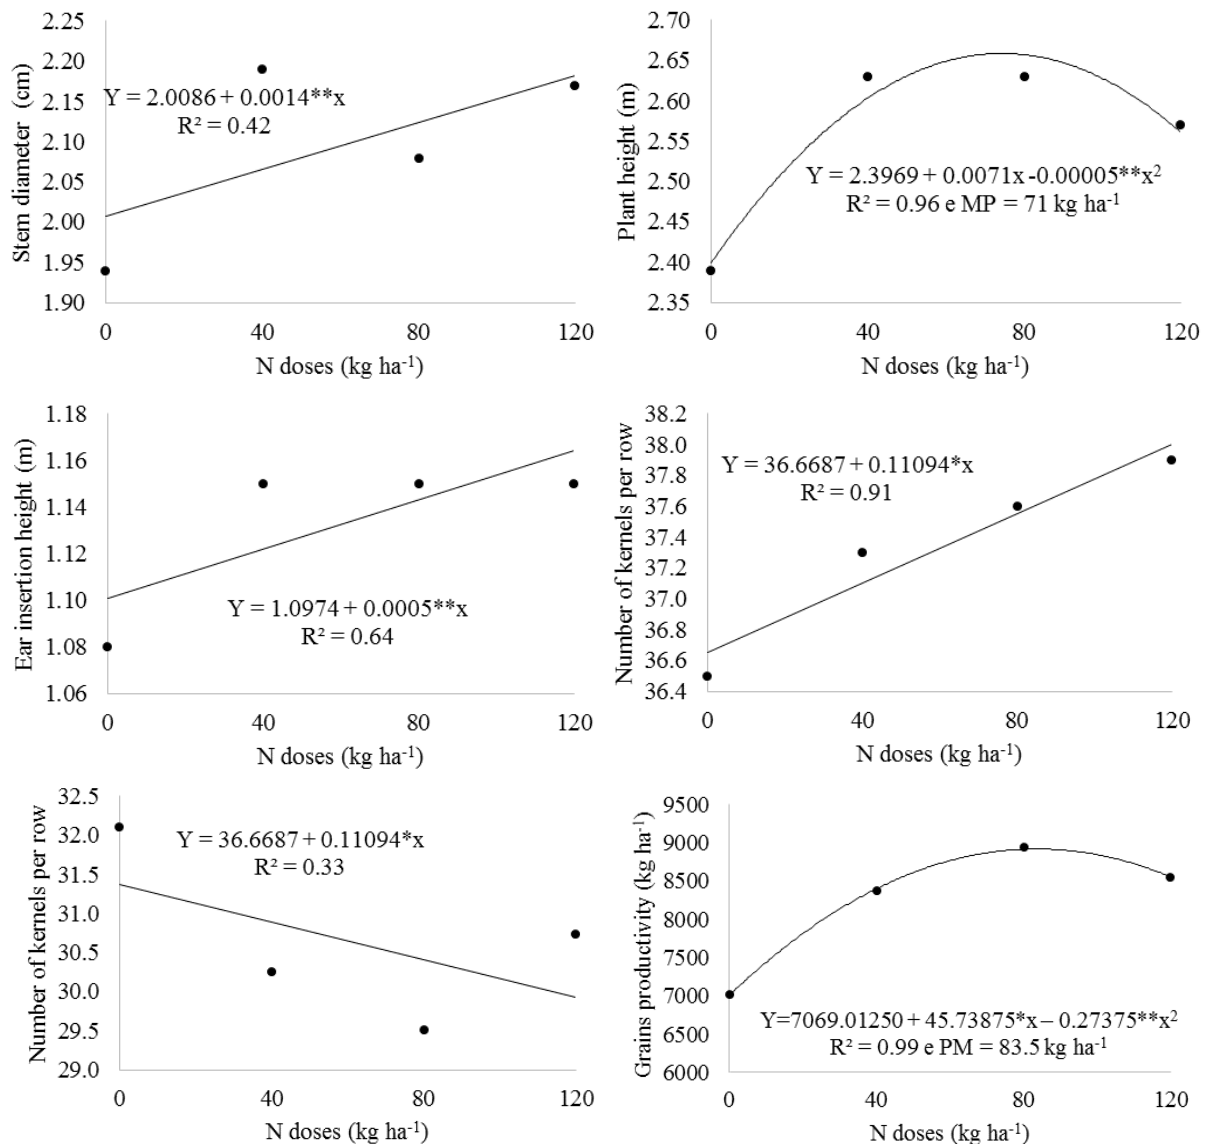 Stem diameter (cm)
2.25
2.20
2.15
2.10
2.05
2.00
1.95
1.90
Y = 2.0086 + 0.0014**x
R² = 0.42
0 40 80 120
N doses (kg ha⁻¹)
Plant height (m)
2.70
2.65
2.60
2.55
2.50
2.45
2.40
2.35
Y = 2.3969 + 0.0071x -0.00005**x²
R² = 0.96 e MP = 71 kg ha⁻¹
0 40 80 120
N doses (kg ha⁻¹)
Ear insertion height (m)
1.18
1.16
1.14
1.12
1.10
1.08
1.06
Y = 1.0974 + 0.0005**x
R² = 0.64
0 40 80 120
N doses (kg ha⁻¹)
Number of kernels per row
38.2
38.0
37.8
37.6
37.4
37.2
37.0
36.8
36.6
36.4
Y = 36.6687 + 0.11094*x
R² = 0.91
0 40 80 120
N doses (kg ha⁻¹)
Number of kernels per row
32.5
32.0
31.5
31.0
30.5
30.0
29.5
29.0
Y = 36.6687 + 0.11094*x
R² = 0.33
0 40 80 120
N doses (kg ha⁻¹)
Grains productivity (kg ha⁻¹)
9500
9000
8500
8000
7500
7000
6500
6000
Y=7069.01250 + 45.73875*x – 0.27375**x²
R² = 0.99 e PM = 83.5 kg ha⁻¹
0 40 80 120
N doses (kg ha⁻¹)